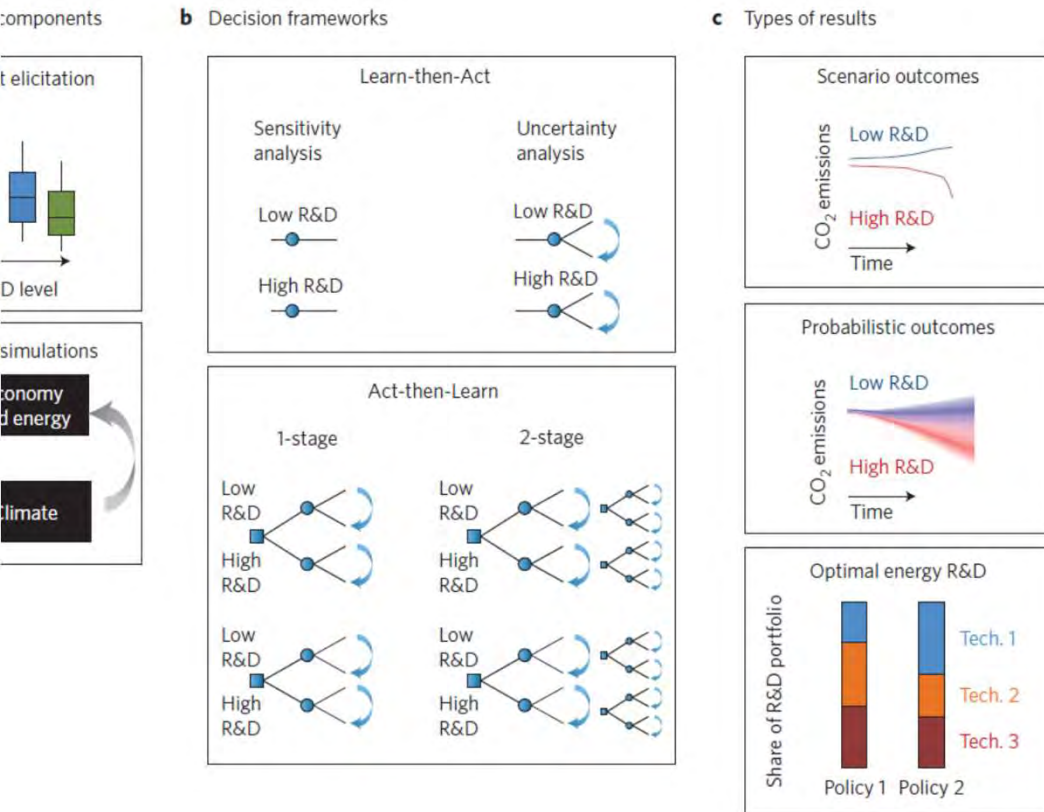 components
t elicitation
D level
simulations
conomy
d energy
Climate
b Decision frameworks
Learn-then-Act
Sensitivity
analysis
Uncertainty
analysis
Low R&D
High R&D
Low R&D
High R&D
Act-then-Learn
1-stage
2-stage
Low
R&D
High
R&D
Low
R&D
High
R&D
Low
R&D
High
R&D
Low
R&D
High
R&D
c Types of results
Scenario outcomes
CO2 emissions
Low R&D
High R&D
Time
Probabilistic outcomes
CO2 emissions
Low R&D
High R&D
Time
Optimal energy R&D
Share of R&D portfolio
Tech. 1
Tech. 2
Tech. 3
Policy 1 Policy 2